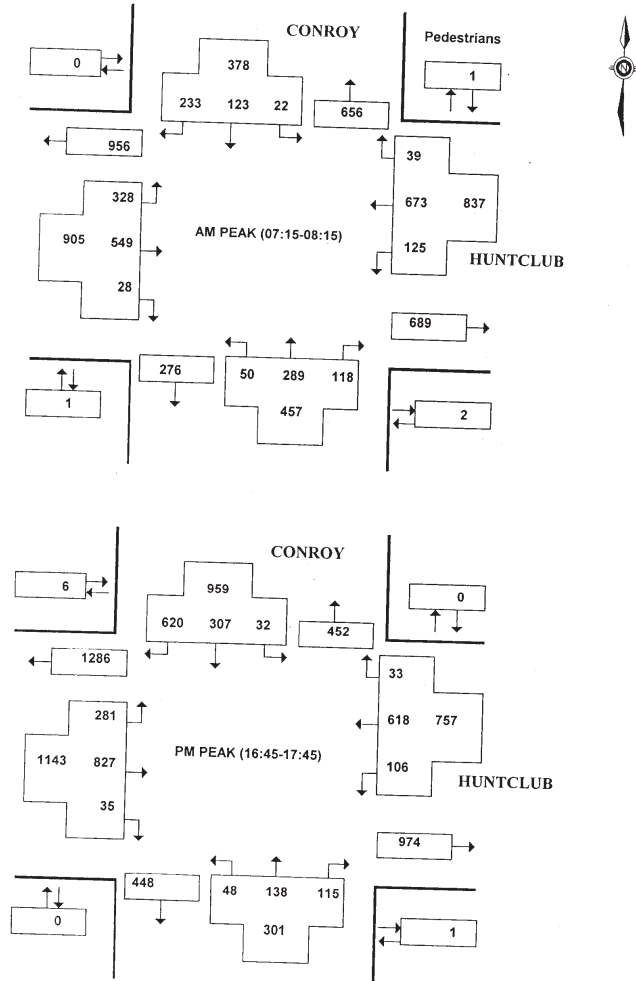 CONROY
Pedestrians
0
378
1
233 123 22
656
956
39
328
673 837
905 549
AM PEAK (07:15-08:15)
125
28
HUNTCLUB
689
276
50 289 118
457
1
2
N
CONROY
6
959
0
620 307 32
452
1286
33
281
618 757
1143 827
PM PEAK (16:45-17:45)
106
35
HUNTCLUB
974
448
48 138 115
301
0
1